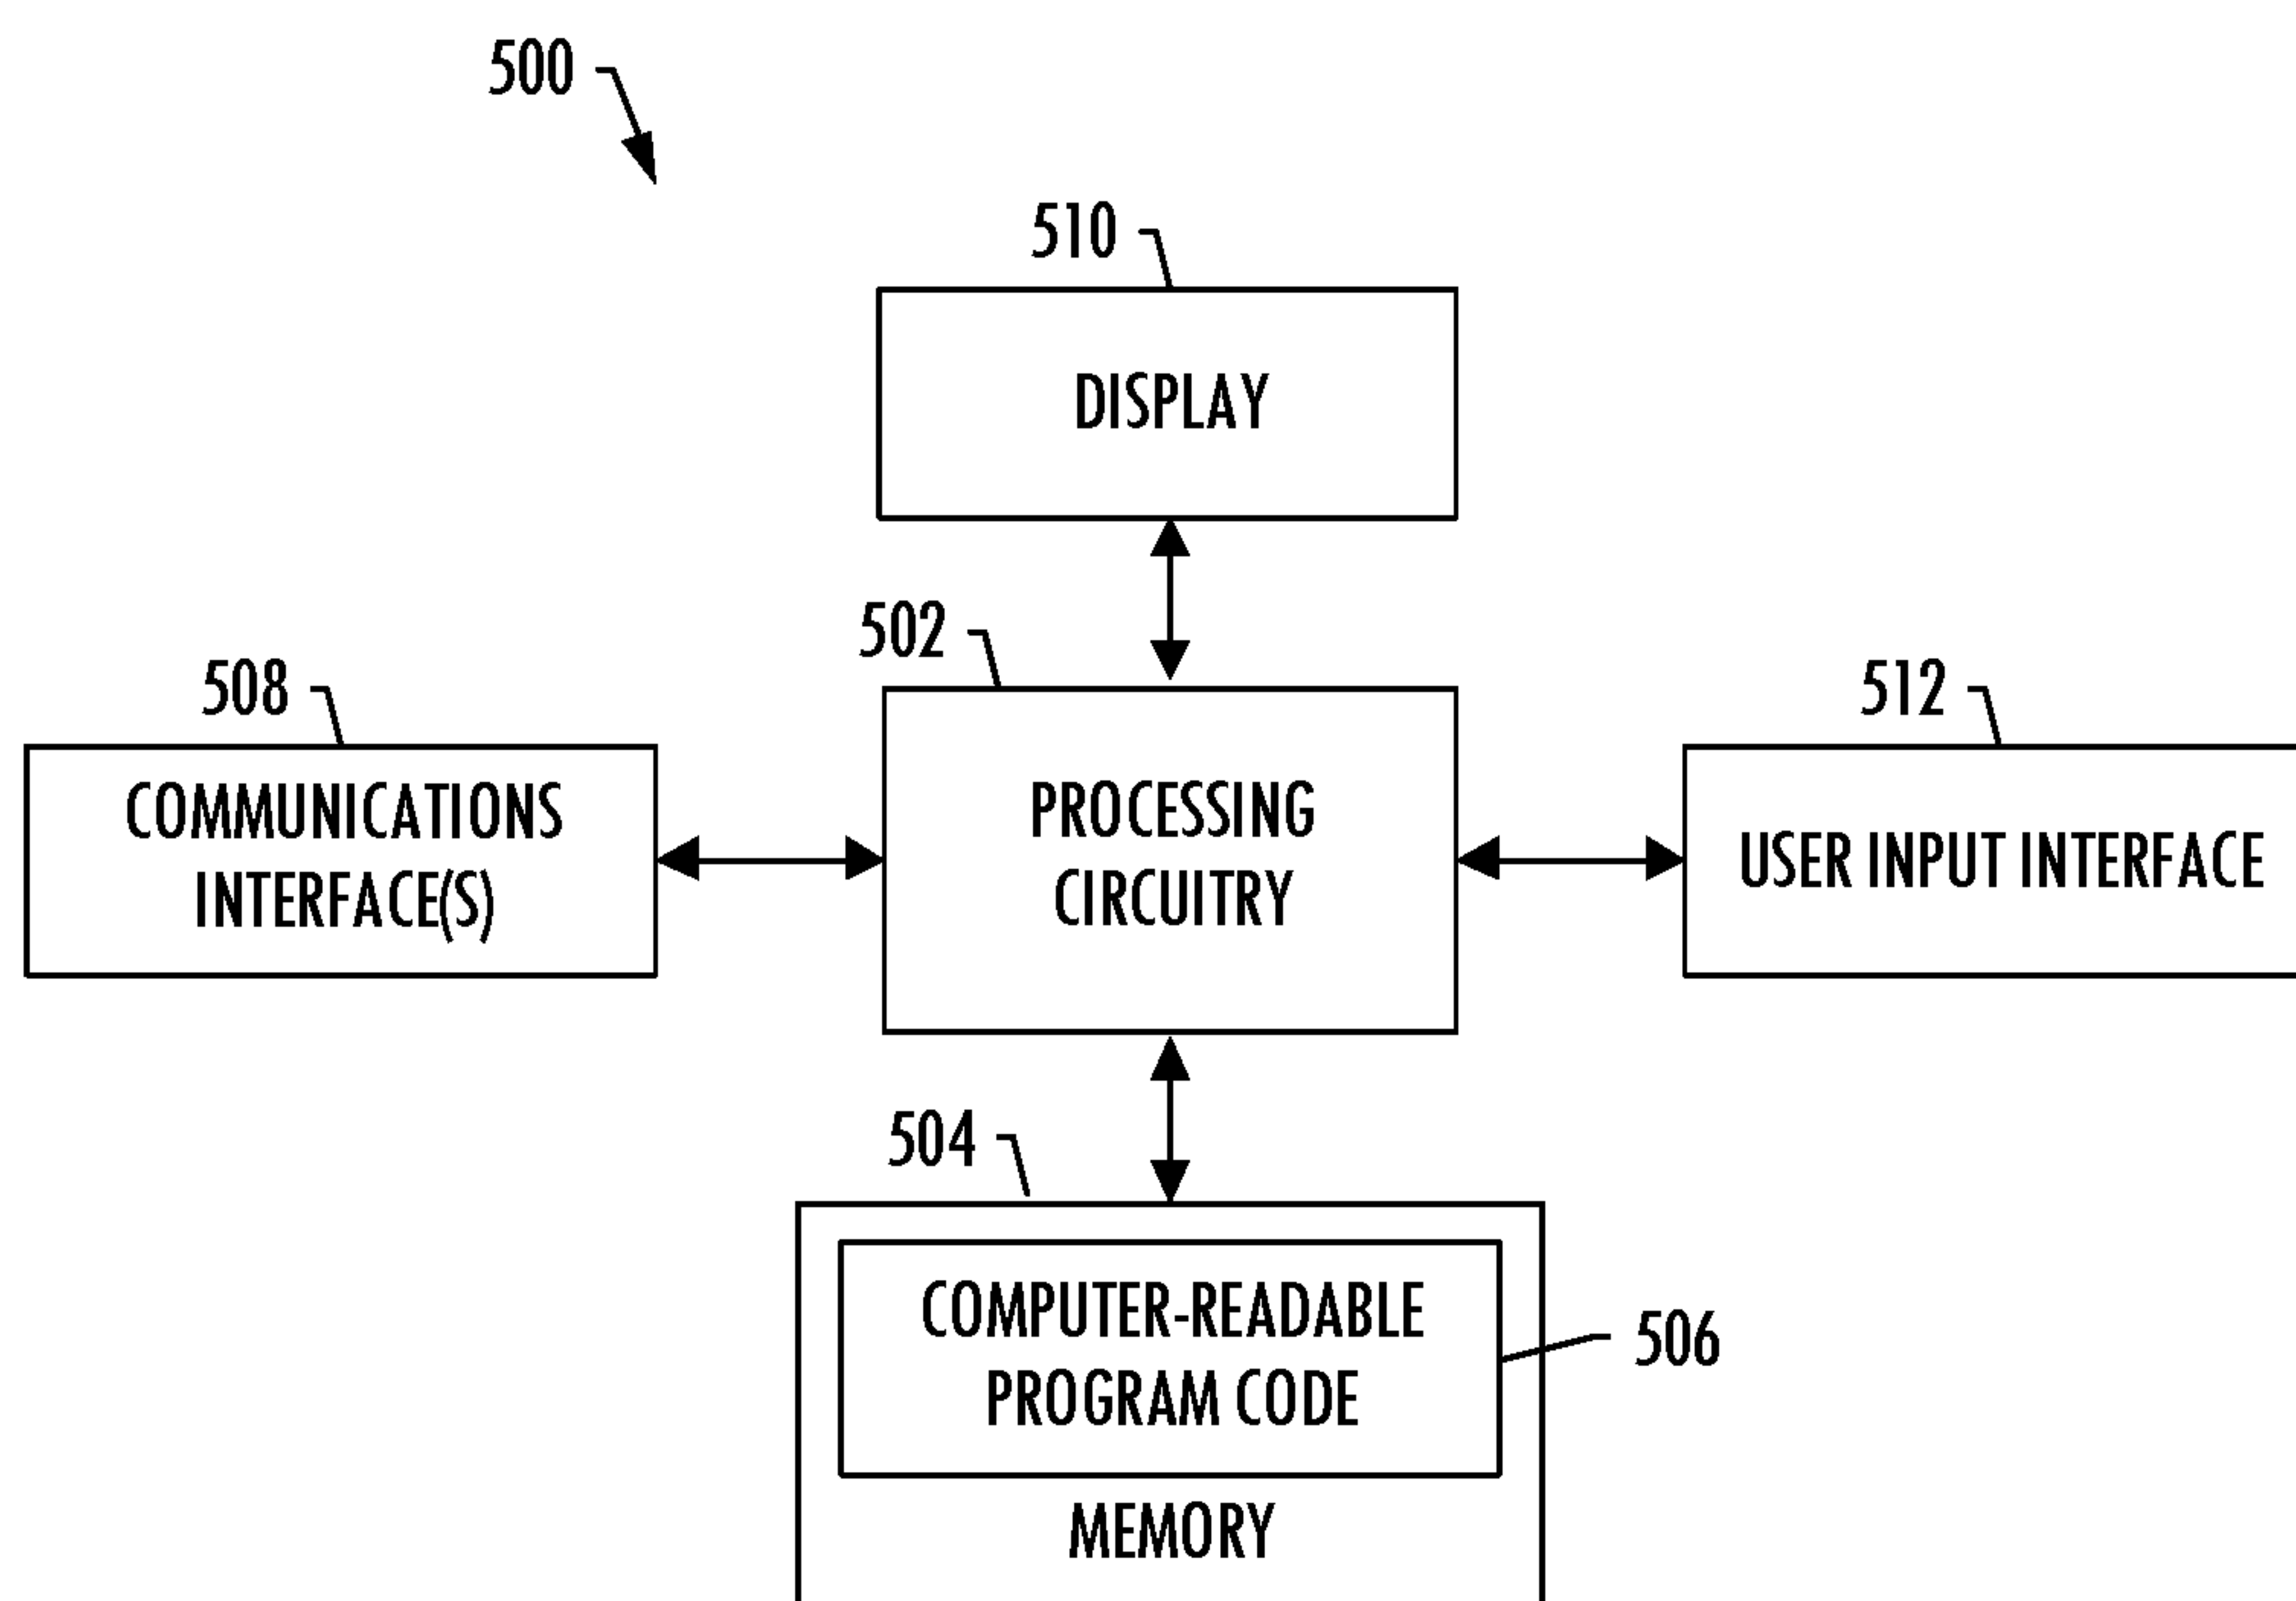 500
510
DISPLAY
502
508
512
COMMUNICATIONS
INTERFACE(S)
PROCESSING
CIRCUITRY
USER INPUT INTERFACE
504
COMPUTER-READABLE
PROGRAM CODE
506
MEMORY